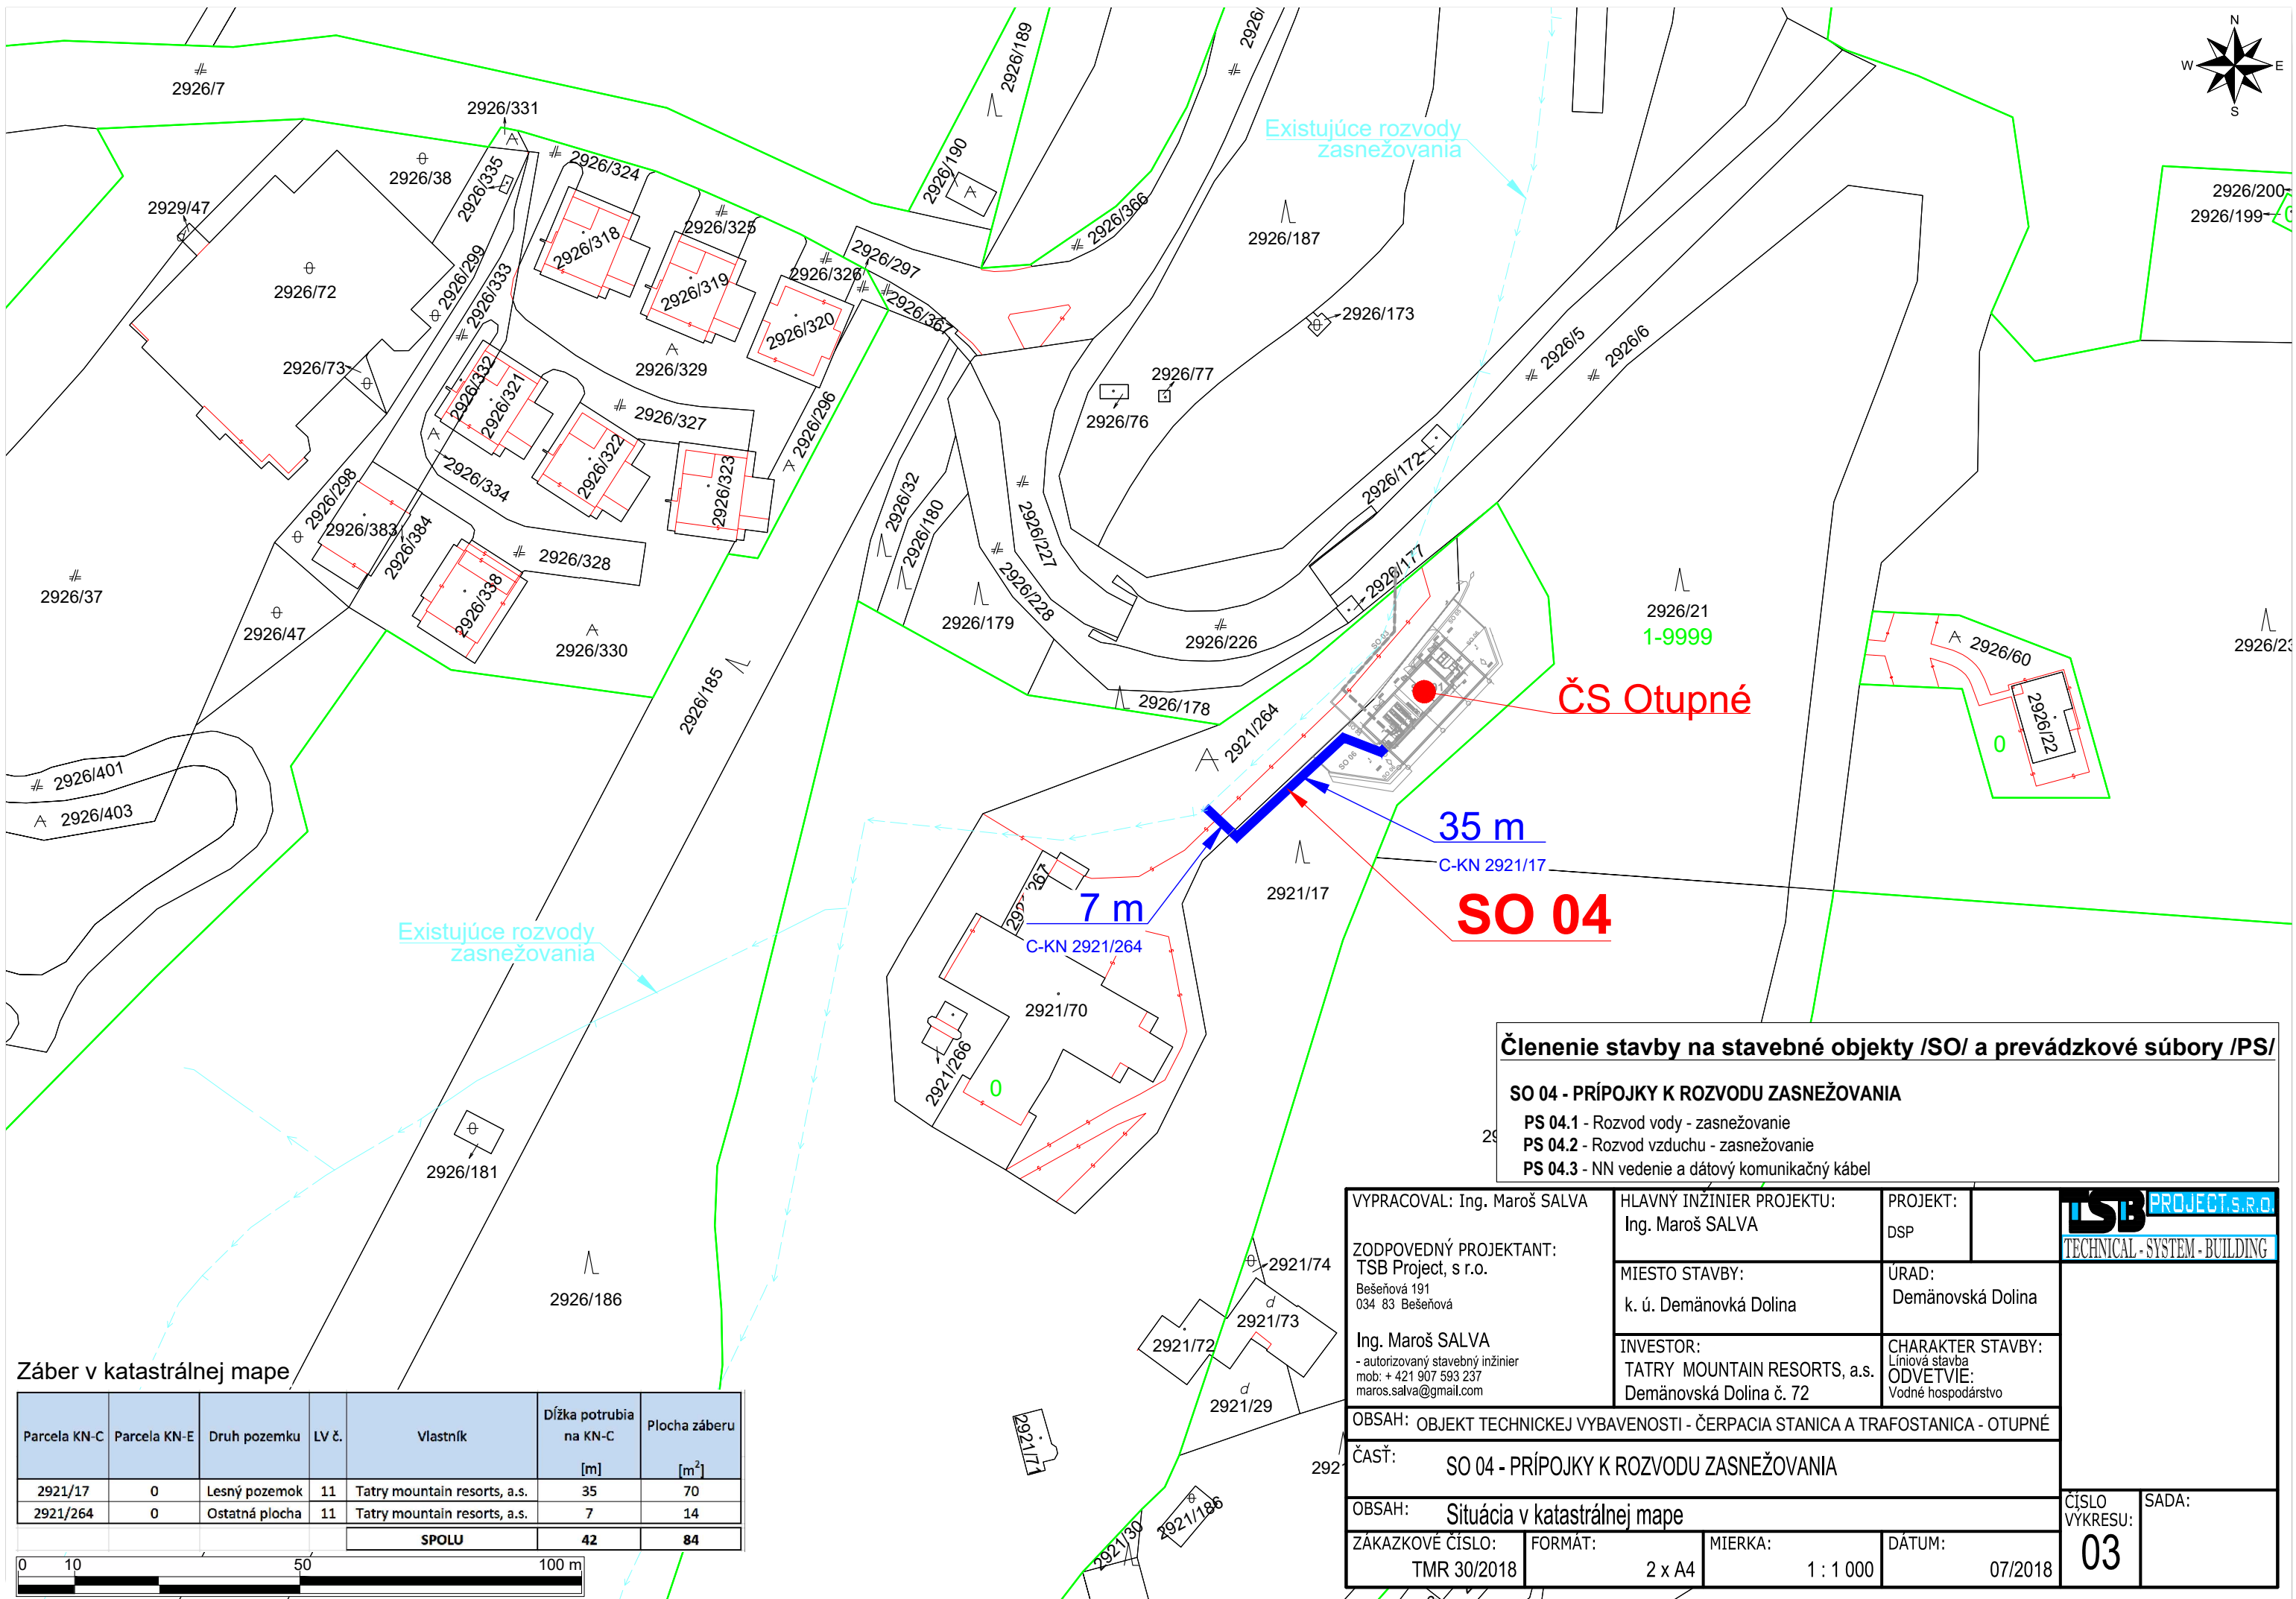 N
W
E
S
2926/7
2926/331
2926/38
2926/335
2926/324
2926/189
2926/190
2926/
Existujúce rozvody
zasnežovania
2926/200
2926/199
2929/47
2926/72
2926/299
2926/333
2926/318
2926/325
2926/319
2926/326
2926/320
2926/297
2926/367
2926/366
2926/187
2926/173
2926/5
2926/6
2926/73
2926/332
2926/321
2926/329
2926/327
2926/296
2926/77
2926/76
2926/298
2926/334
2926/322
2926/323
2926/32
2926/180
2926/227
2926/172
2926/383
2926/384
2926/328
2926/338
2926/37
2926/47
2926/330
2926/179
2926/228
2926/226
2926/177
2926/21
1-9999
2926/60
2926/22
0
2926/23
2926/185
2926/178
2921/264
SO 03
SO 06
ČS Otupné
2926/401
2926/403
35 m
C-KN 2921/17
SO 04
2921/17
7 m
C-KN 2921/264
Existujúce rozvody
zasnežovania
2921/70
2921/266
0
2926/181
2926/186
2921/74
2921/73
2921/72
2921/29
2921/71
2921/186
2921/30
Členenie stavby na stavebné objekty /SO/ a prevádzkové súbory /PS/
SO 04 - PRÍPOJKY K ROZVODU ZASNEŽOVANIA
PS 04.1 - Rozvod vody - zasnežovanie
PS 04.2 - Rozvod vzduchu - zasnežovanie
PS 04.3 - NN vedenie a dátový komunikačný kábel
VYPRACOVAL: Ing. Maroš SALVA
ZODPOVEDNÝ PROJEKTANT:
TSB Project, s r.o.
Bešeňová 191
034 83 Bešeňová
Ing. Maroš SALVA
- autorizovaný stavebný inžinier
mob: + 421 907 593 237
maros.salva@gmail.com
HLAVNÝ INŽINIER PROJEKTU:
Ing. Maroš SALVA
PROJEKT:
DSP
TSB PROJECT.S.R.O.
TECHNICAL - SYSTEM - BUILDING
MIESTO STAVBY:
k. ú. Demänovká Dolina
ÚRAD:
Demänovská Dolina
INVESTOR:
TATRY MOUNTAIN RESORTS, a.s.
Demänovská Dolina č. 72
CHARAKTER STAVBY:
Líniová stavba
ODVETVIE:
Vodné hospodárstvo
OBSAH: OBJEKT TECHNICKEJ VYBAVENOSTI - ČERPACIA STANICA A TRAFOSTANICA - OTUPNÉ
ČASŤ: SO 04 - PRÍPOJKY K ROZVODU ZASNEŽOVANIA
OBSAH: Situácia v katastrálnej mape
ZÁKAZKOVÉ ČÍSLO:
TMR 30/2018
FORMÁT:
2 x A4
MIERKA:
1 : 1 000
DÁTUM:
07/2018
ČÍSLO
VÝKRESU:
03
SADA:
Záber v katastrálnej mape
Parcela KN-C Parcela KN-E Druh pozemku LV č. Vlastník Dĺžka potrubia na KN-C [m] Plocha záberu [m²]
2921/17 0 Lesný pozemok 11 Tatry mountain resorts, a.s. 35 70
2921/264 0 Ostatná plocha 11 Tatry mountain resorts, a.s. 7 14
SPOLU 42 84
0 10 50 100 m